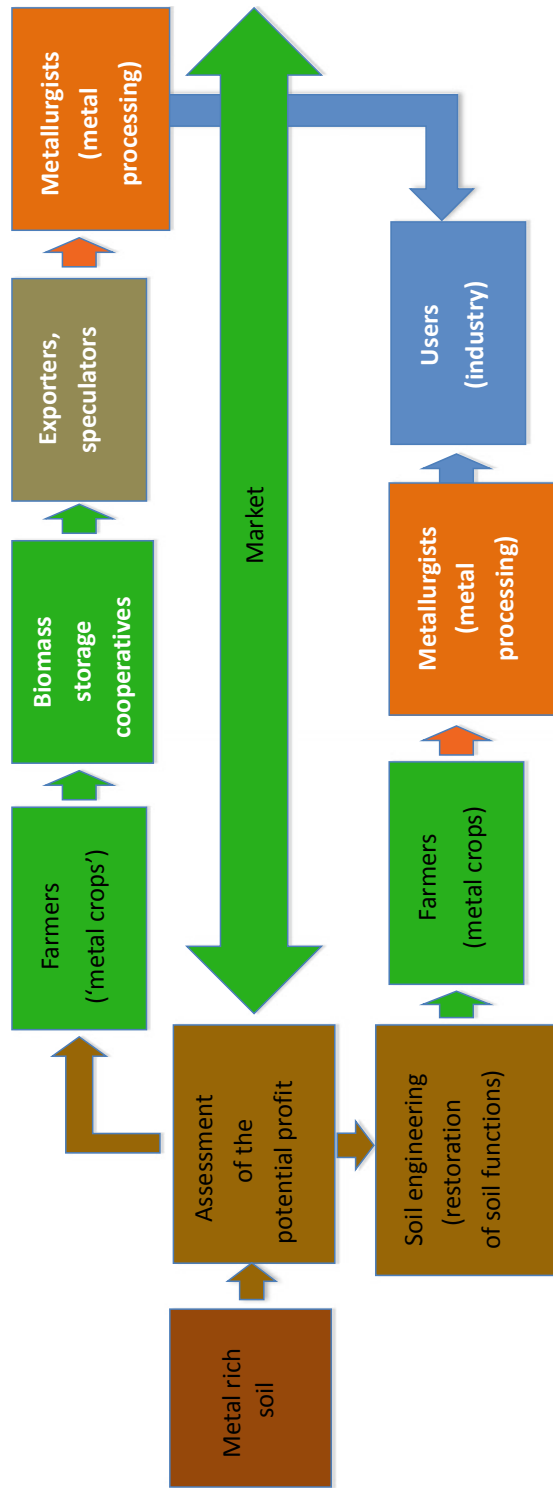 Metal rich
soil
Assessment
of the
potential profit
Farmers
(‘metal crops’)
Biomass
storage
cooperatives
Exporters,
speculators
Metallurgists
(metal
processing)
Market
Soil engineering
(restoration
of soil functions)
Farmers
(metal crops)
Metallurgists
(metal
processing)
Users
(industry)